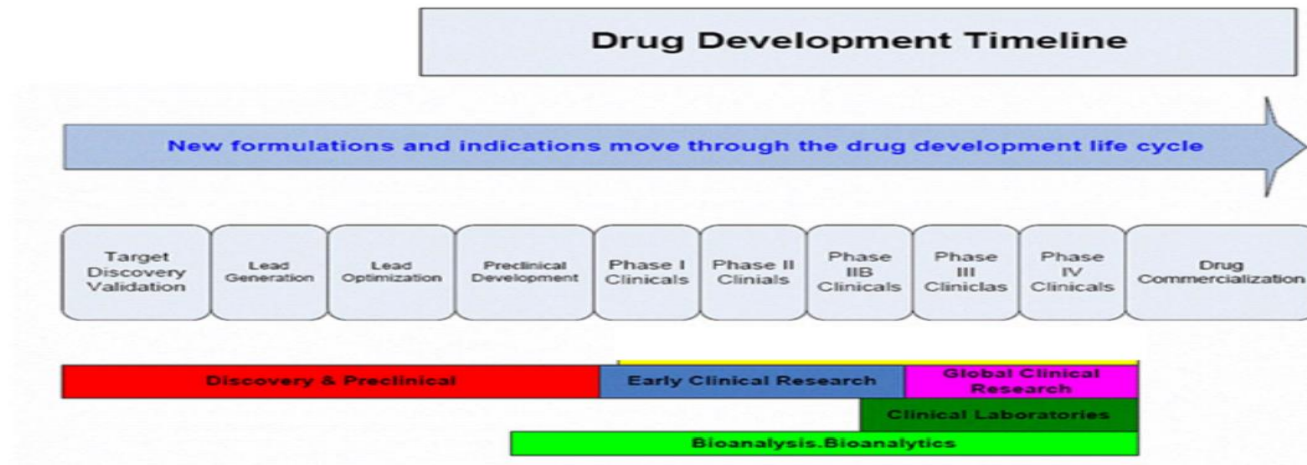 Drug Development Timeline
New formulations and indications move through the drug development life cycle
Target
Discovery
Validation
Lead
Generation
Lead
Optimization
Preclinical
Development
Phase I
Clinicals
Phase II
Clinials
Phase
IIB
Clinicals
Phase
III
Cliniclas
Phase
IV
Clinicals
Drug
Commercialization
Discovery & Preclinical
Early Clinical Research
Global Clinical
Research
Clinical Laboratories
Bioanalysis.Bioanalytics